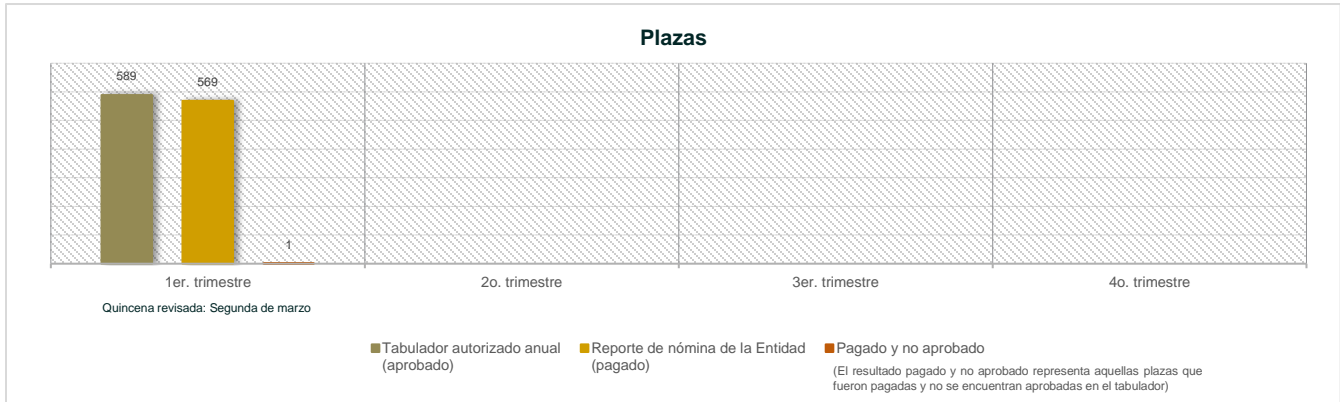 Plazas
589
569
1
1er. trimestre
2o. trimestre
3er. trimestre
4o. trimestre
Quincena revisada: Segunda de marzo
Tabulador autorizado anual
(aprobado)
Reporte de nómina de la Entidad
(pagado)
Pagado y no aprobado
(El resultado pagado y no aprobado representa aquellas plazas que
fueron pagadas y no se encuentran aprobadas en el tabulador)